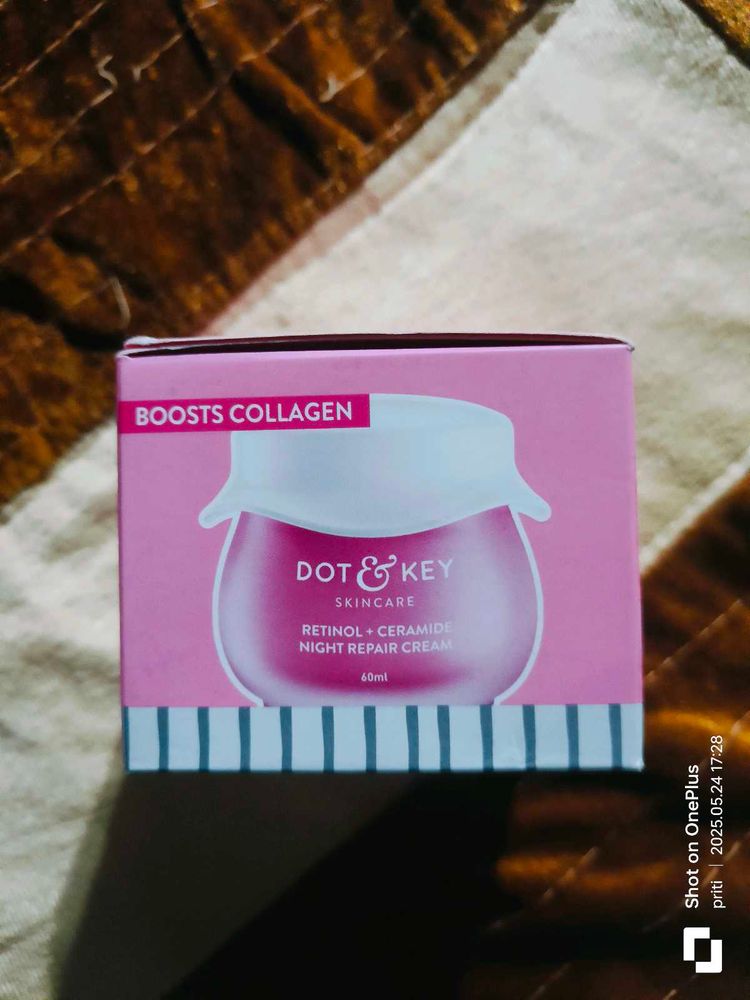 BOOSTS COLLAGEN
DOT & KEY
SKINCARE
RETINOL + CERAMIDE
NIGHT REPAIR CREAM
60ml
Shot on OnePlus
priti | 2025.05.24 17:28